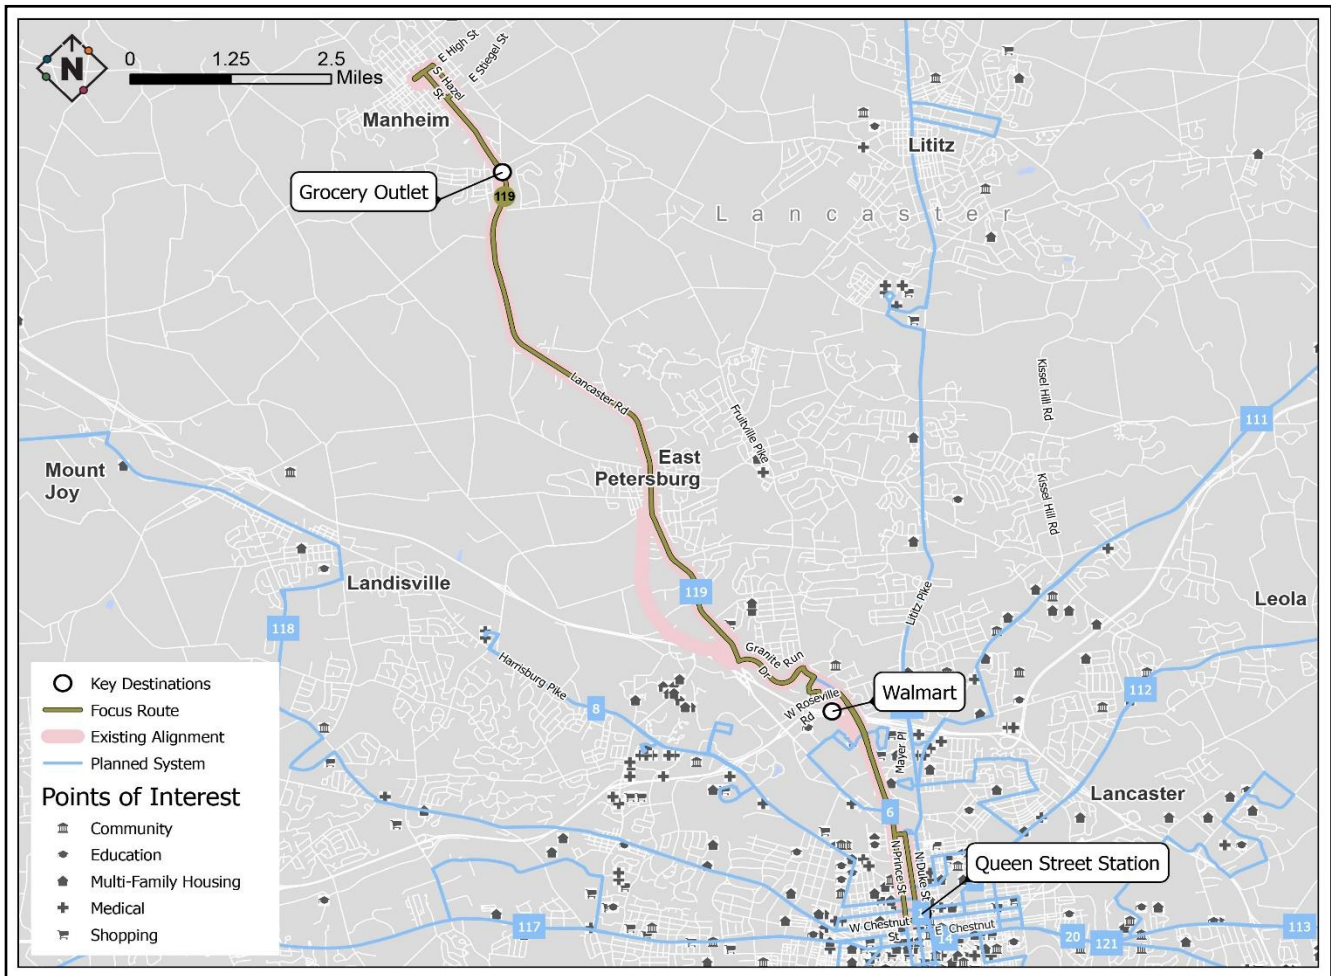 N
0 1.25 2.5
Miles
E High St
E Stiegel St
S Hazel
St
Manheim
Grocery Outlet
119
Lititz
Lancaster
Lancaster Rd
Fruitville Pike
Kissel Hill Rd
111
East
Petersburg
Mount
Joy
Kissel Hill Rd
Landisville
119
Lititz Pike
Leola
118
Harrisburg Pike
Granite Run
Dr
8
W Roseville
Rd
Walmart
112
Mayer Pl
Lancaster
6
N Prince St
N Duke St
Queen Street Station
117
W Chestnut
St
E Chestnut
14
20
121
113
Key Destinations
Focus Route
Existing Alignment
Planned System
Points of Interest
Community
Education
Multi-Family Housing
Medical
Shopping